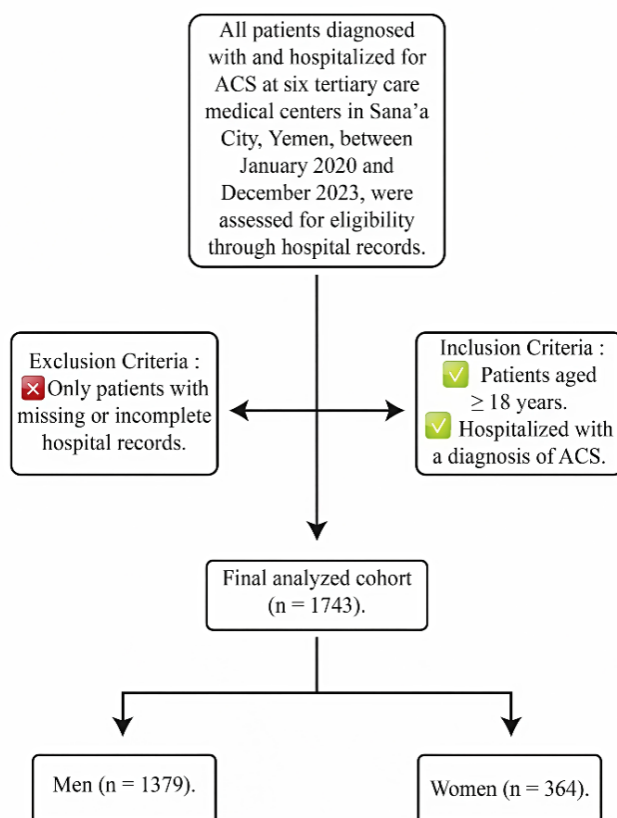 All patients diagnosed
with and hospitalized for
ACS at six tertiary care
medical centers in Sana’a
City, Yemen, between
January 2020 and
December 2023, were
assessed for eligibility
through hospital records.
Exclusion Criteria :
Only patients with
missing or incomplete
hospital records.
Inclusion Criteria :
Patients aged
≥ 18 years.
Hospitalized with
a diagnosis of ACS.
Final analyzed cohort
(n = 1743).
Men (n = 1379).
Women (n = 364).